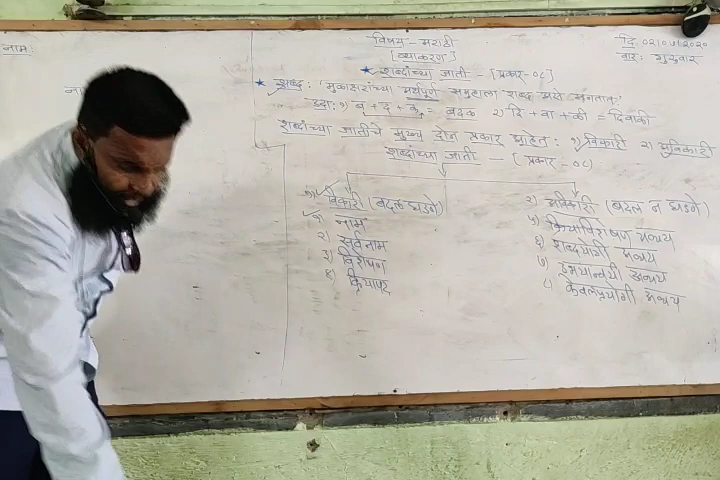 नाम:
विषय - मराठी
[व्याकरण]
दि. ०२/०७/२०२०
वार: गुरुवार
★ शब्दांच्या जाती - [प्रकार-०८]
★ शब्द: 'मुळाक्षरांच्या अर्थपूर्ण समुहाला शब्द असे म्हणतात'
उदा: १) ब + द + क = बदक २) दि + वा + की = दिवाकी
शब्दांच्या जातीचे मुख्य दोन प्रकार आहेत: १) विकारी २) अविकारी
शब्दांच्या जाती - [प्रकार-०८]
१) विकारी (बदल घडणे)
१) नाम
२) सर्वनाम
३) विशेषण
४) क्रियापद
२) अविकारी (बदल न घडणे)
५) क्रियाविशेषण अव्यय
६) शब्दयोगी अव्यय
७) उभयान्वयी अव्यय
८) केवलप्रयोगी अव्यय